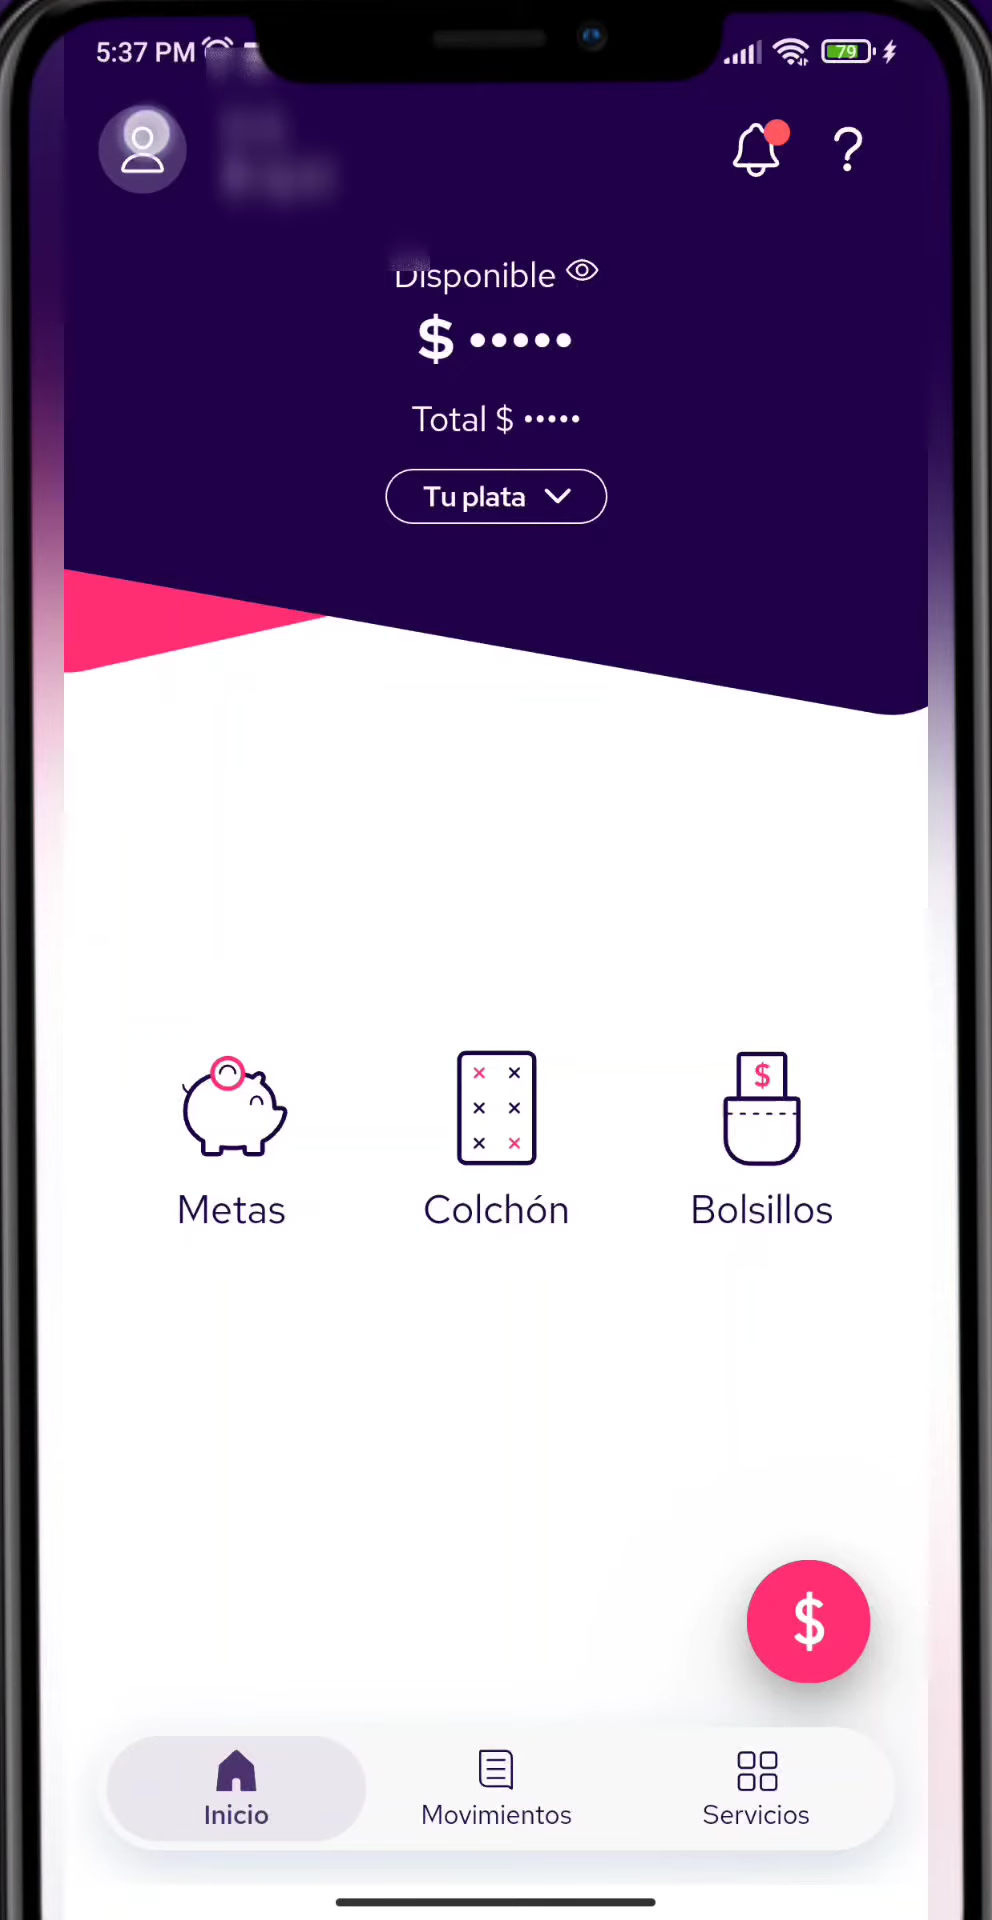 5:37 PM
79
Disponible
$ •••••
Total $ •••••
Tu plata
$
Metas
Colchón
Bolsillos
$
Inicio
Movimientos
Servicios